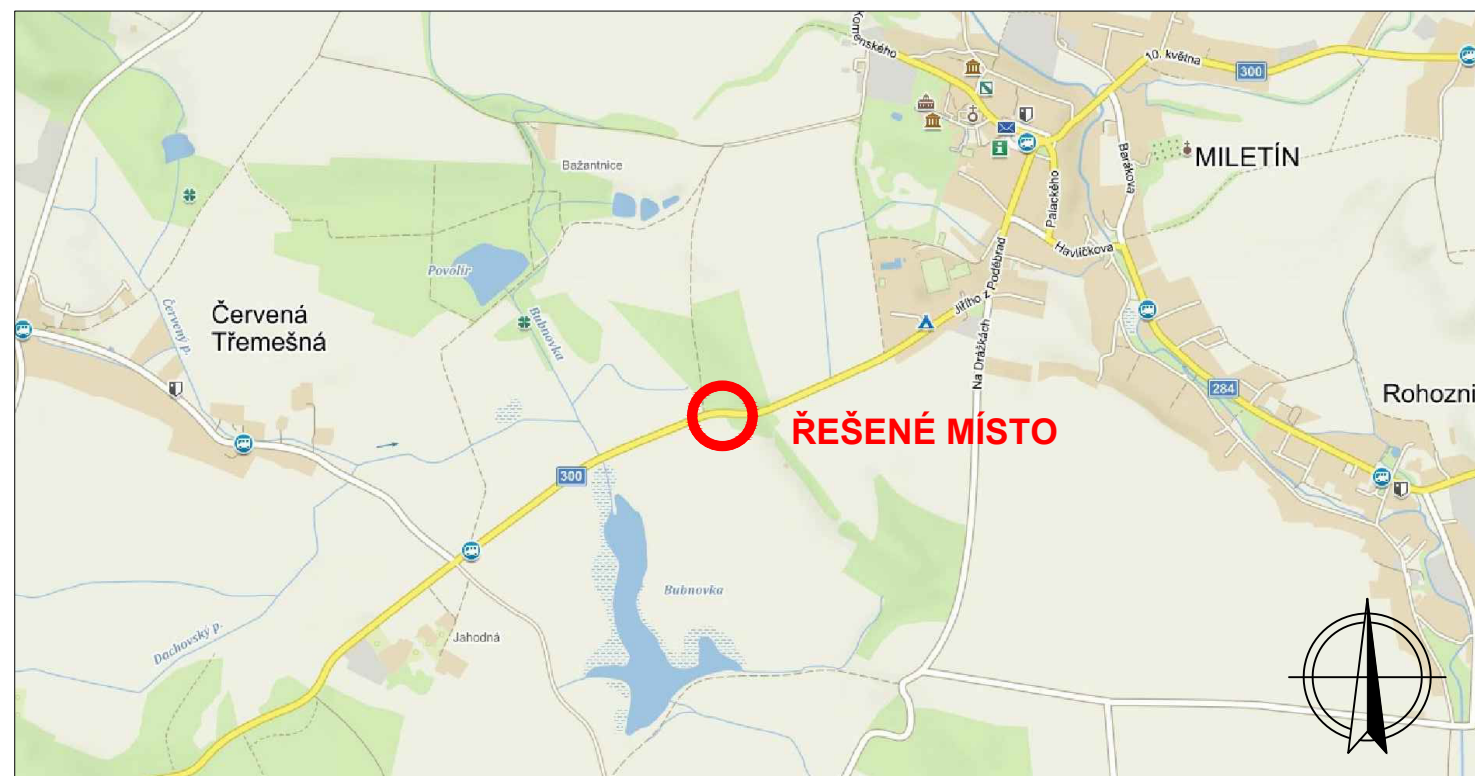 Komenského
10. května
300
MILETÍN
Barákova
Palackého
Bažantnice
Havlíčkova
Povolír
Jiřího z Poděbrad
Červený p.
Červená
Třemešná
Bubnovka
Na Drážkách
284
Rohozni
ŘEŠENÉ MÍSTO
300
Bubnovka
Jahodná
Dachovský p.